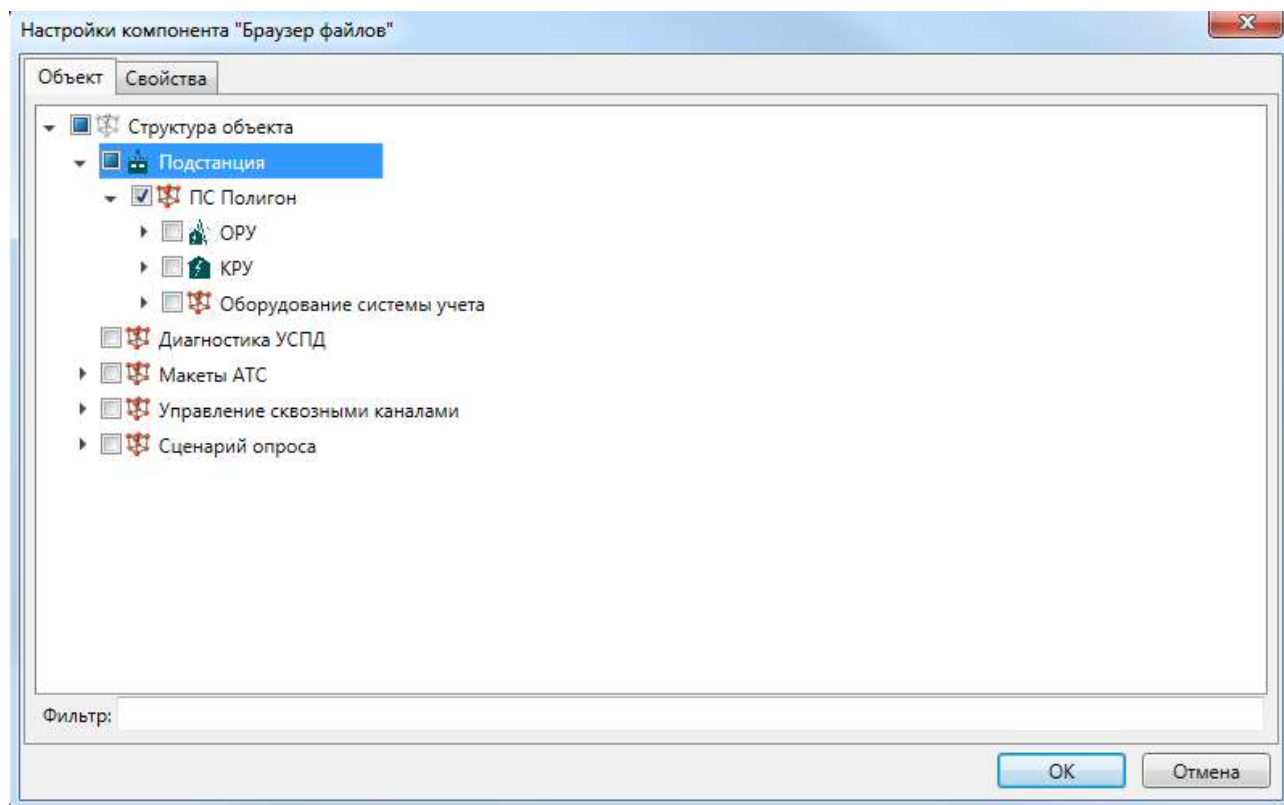 Настройки компонента "Браузер файлов"
Объект Свойства
Структура объекта
Подстанция
ПС Полигон
ОРУ
КРУ
Оборудование системы учета
Диагностика УСПД
Макеты АТС
Управление сквозными каналами
Сценарий опроса
Фильтр:
ОК Отмена